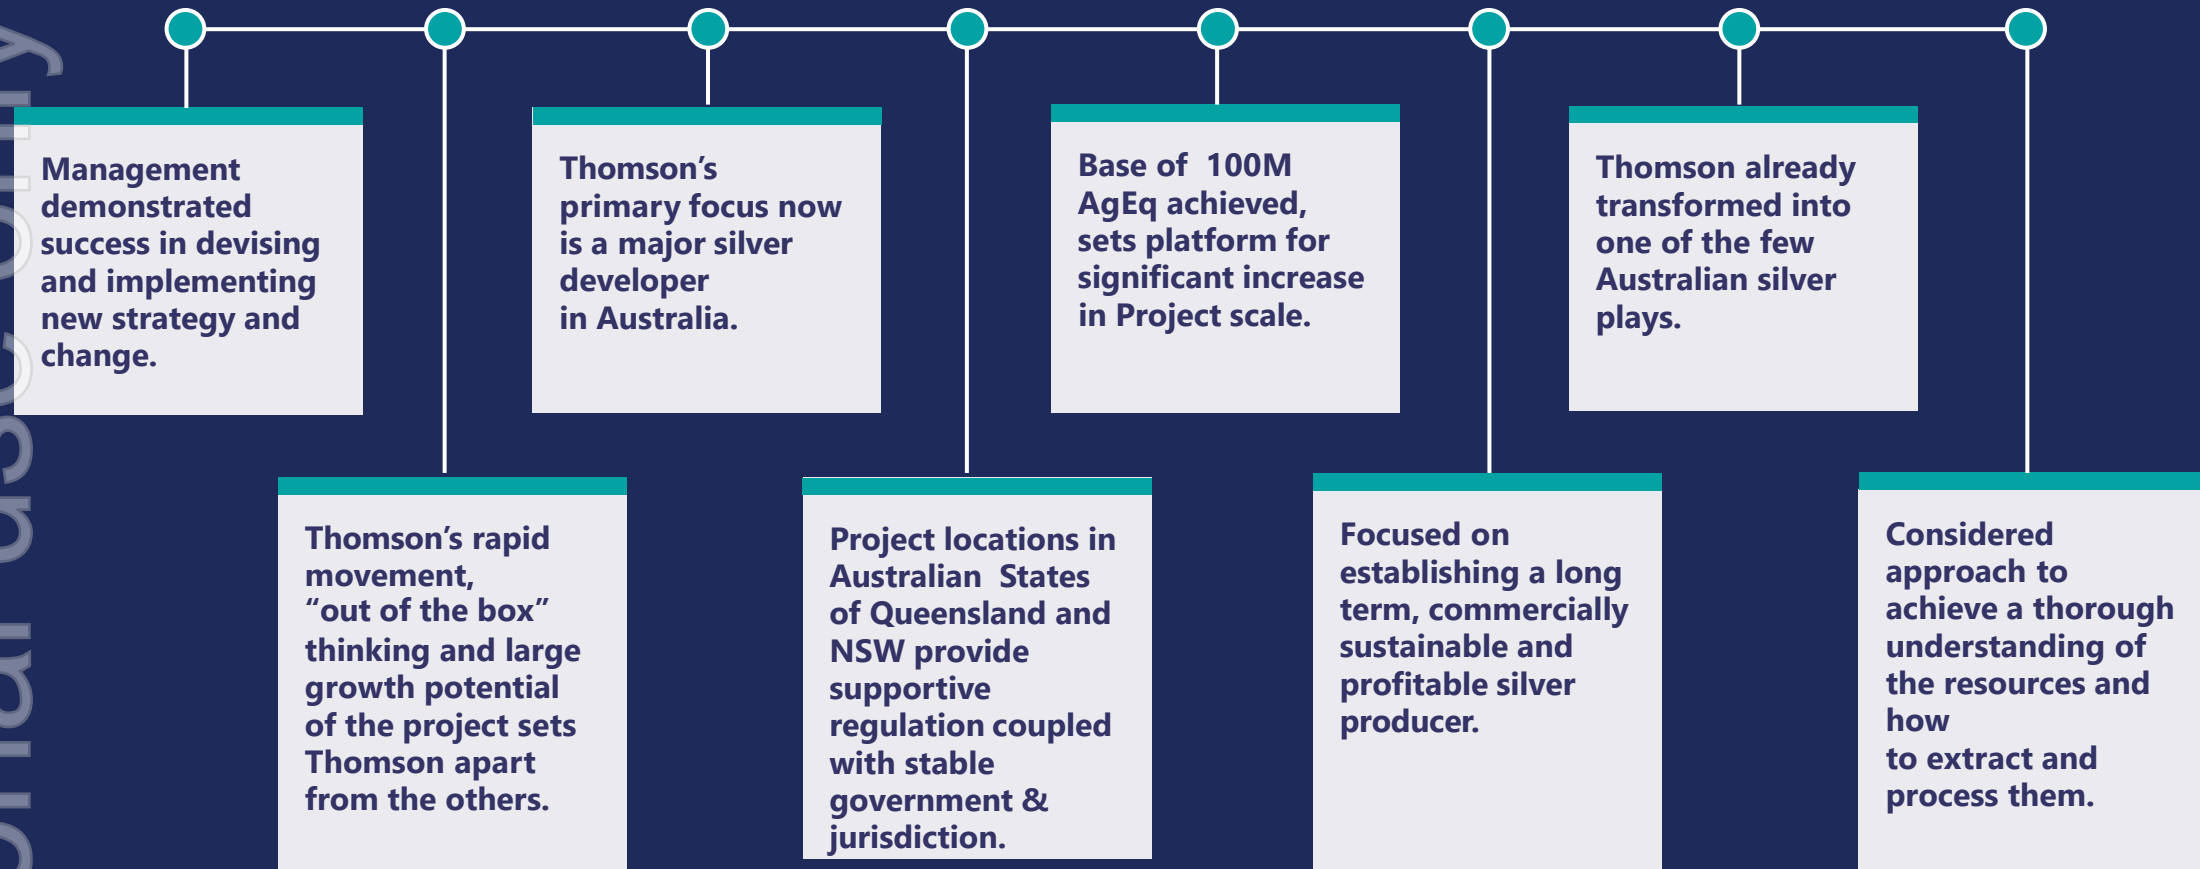 Management
demonstrated
success in devising
and implementing
new strategy and
change.
Thomson’s rapid
movement,
“out of the box”
thinking and large
growth potential
of the project sets
Thomson apart
from the others.
Thomson’s
primary focus now
is a major silver
developer
in Australia.
Project locations in
Australian  States
of Queensland and
NSW provide
supportive
regulation coupled
with stable
government &
jurisdiction.
Base of  100M
AgEq achieved,
sets platform for
significant increase
in Project scale.
Focused on
establishing a long
term, commercially
sustainable and
profitable silver
producer.
Thomson already
transformed into
one of the few
Australian silver
plays.
Considered
approach to
achieve a thorough
understanding of
the resources and
how
to extract and
process them.
use only